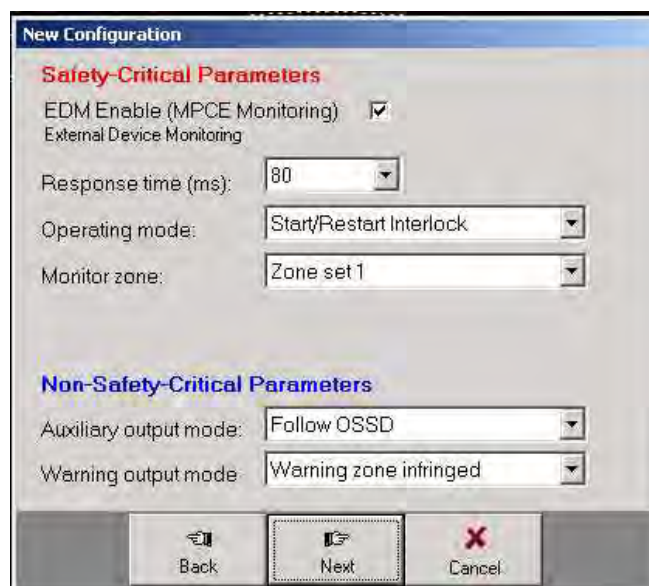 New Configuration
Safety-Critical Parameters
EDM Enable (MPCE Monitoring)
External Device Monitoring
Response time (ms): 80
Operating mode: Start/Restart Interlock
Monitor zone: Zone set 1
Non-Safety-Critical Parameters
Auxiliary output mode: Follow OSSD
Warning output mode Warning zone infringed
Back Next Cancel